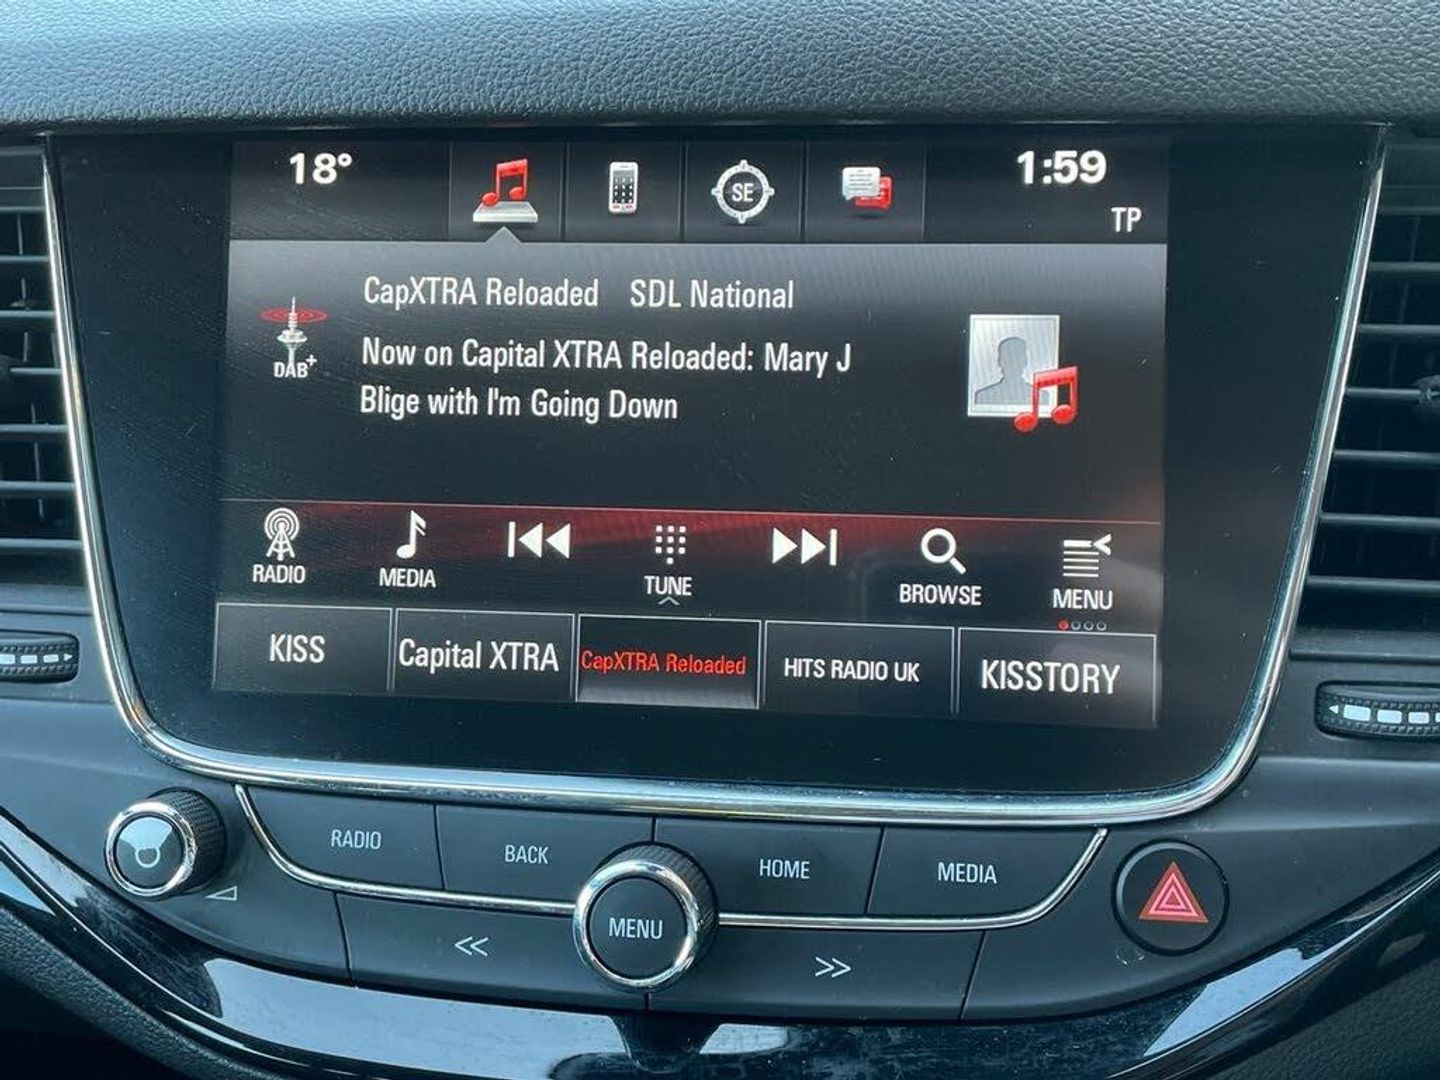 18°
SE
1:59
TP
CapXTRA Reloaded SDL National
DAB+
Now on Capital XTRA Reloaded: Mary J
Blige with I'm Going Down
RADIO
MEDIA
TUNE
BROWSE
MENU
KISS
Capital XTRA
CapXTRA Reloaded
HITS RADIO UK
KISSTORY
RADIO
BACK
HOME
MEDIA
MENU
<<
>>